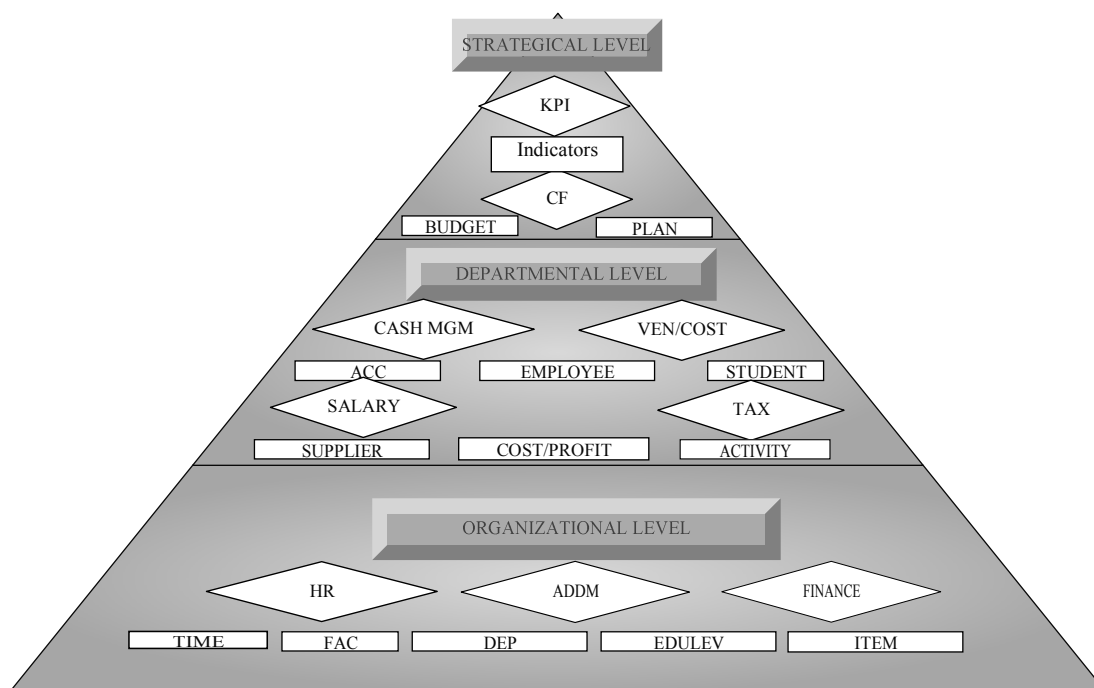 STRATEGICAL LEVEL
KPI
Indicators
CF
BUDGET PLAN
DEPARTMENTAL LEVEL
CASH MGM VEN/COST
ACC EMPLOYEE STUDENT
SALARY TAX
SUPPLIER COST/PROFIT ACTIVITY
ORGANIZATIONAL LEVEL
HR ADDM FINANCE
TIME FAC DEP EDULEV ITEM